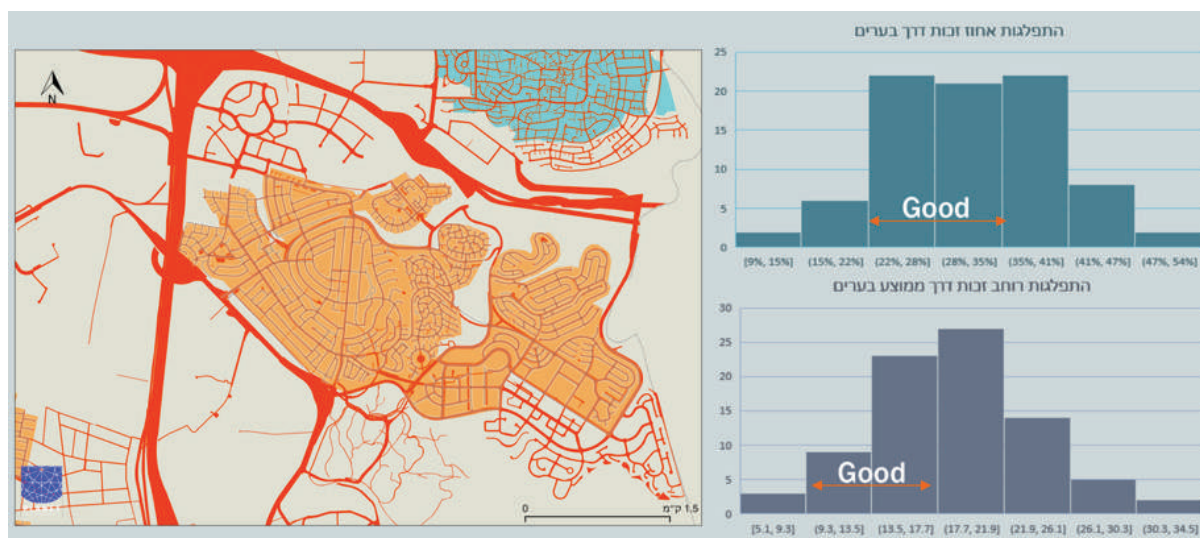 N
0
1.5 ק"מ
התפלגות אחוז זכות דרך בערים
25
20
15
10
5
0
Good
[9%, 15%] (15%, 22%] (22%, 28%] (28%, 35%] (35%, 41%] (41%, 47%] (47%, 54%]
התפלגות רוחב זכות דרך ממוצע בערים
30
25
20
15
10
5
0
Good
[5.1, 9.3] (9.3, 13.5] (13.5, 17.7] (17.7, 21.9] (21.9, 26.1] (26.1, 30.3] (30.3, 34.5]